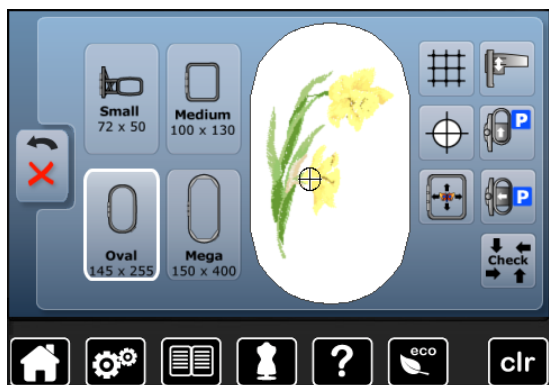 Small
72 x 50
Medium
100 x 130
Oval
145 x 255
Mega
150 x 400
P
P
Check
?
eco
clr